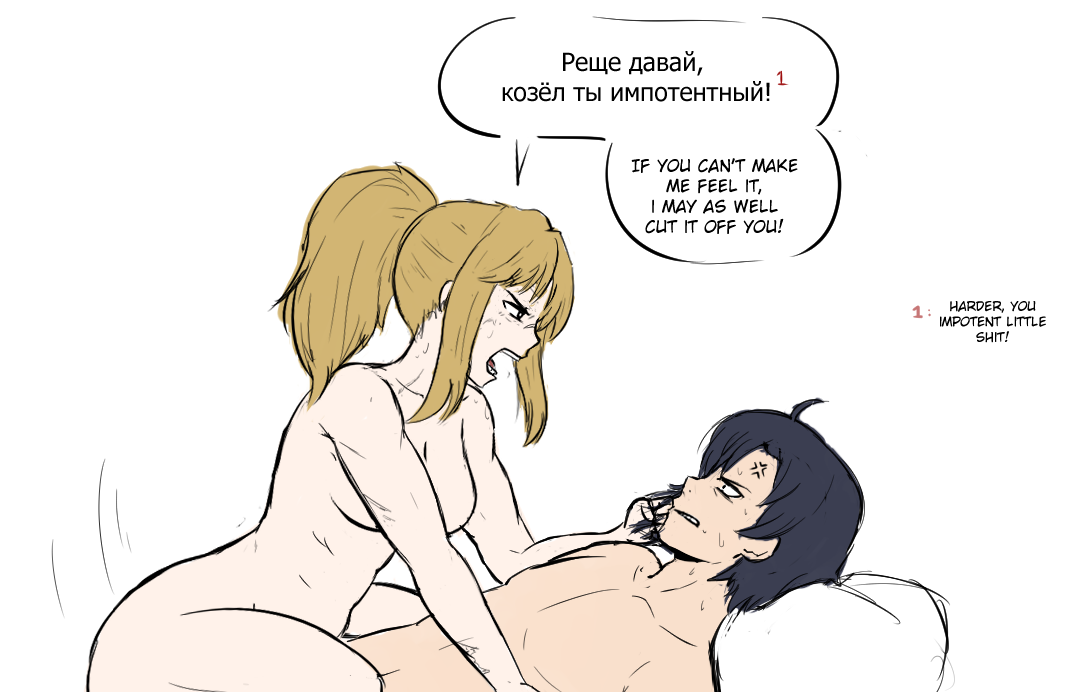 Реще давай,
козёл ты импотентный! 1
IF YOU CAN'T MAKE
ME FEEL IT,
I MAY AS WELL
CUT IT OFF YOU!
1: HARDER, YOU
IMPOTENT LITTLE
SHIT!